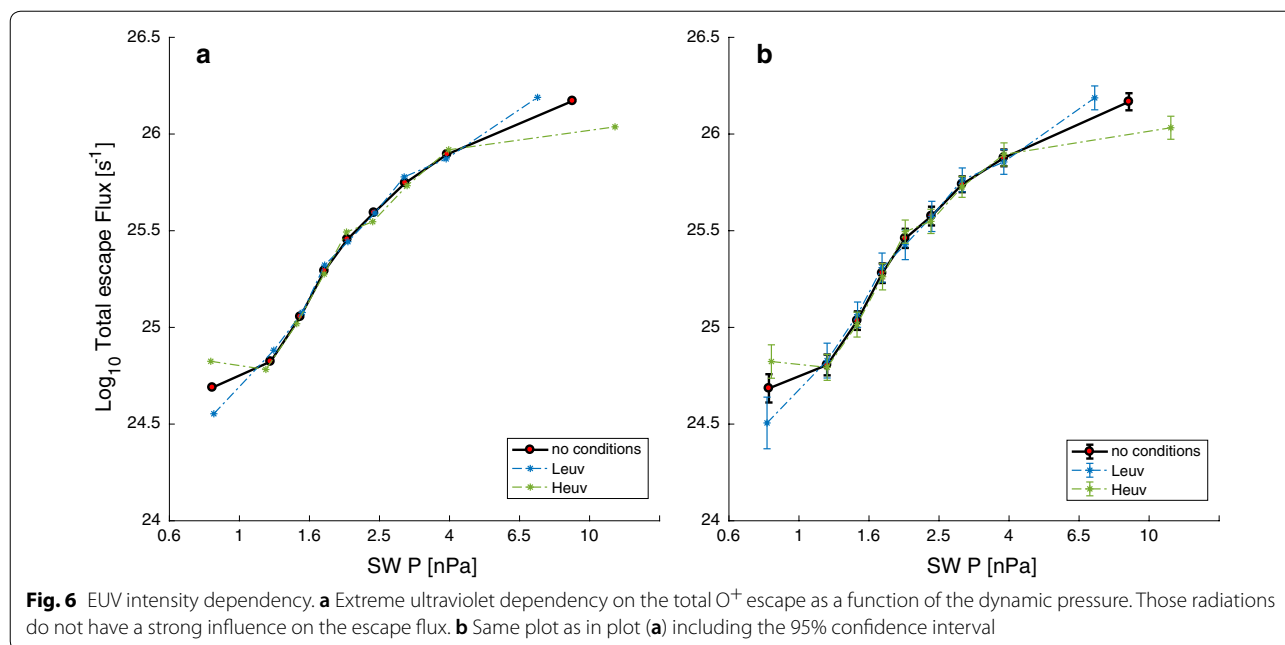 a
26.5
26
25.5
25
24.5
24
Log₁₀ Total escape Flux [s⁻¹]
0.6 1 1.6 2.5 4 6.5 10
SW P [nPa]
no conditions
Leuv
Heuv
b
26.5
26
25.5
25
24.5
24
0.6 1 1.6 2.5 4 6.5 10
SW P [nPa]
no conditions
Leuv
Heuv
Fig. 6 EUV intensity dependency. a Extreme ultraviolet dependency on the total O⁺ escape as a function of the dynamic pressure. Those radiations
do not have a strong influence on the escape flux. b Same plot as in plot (a) including the 95% confidence interval